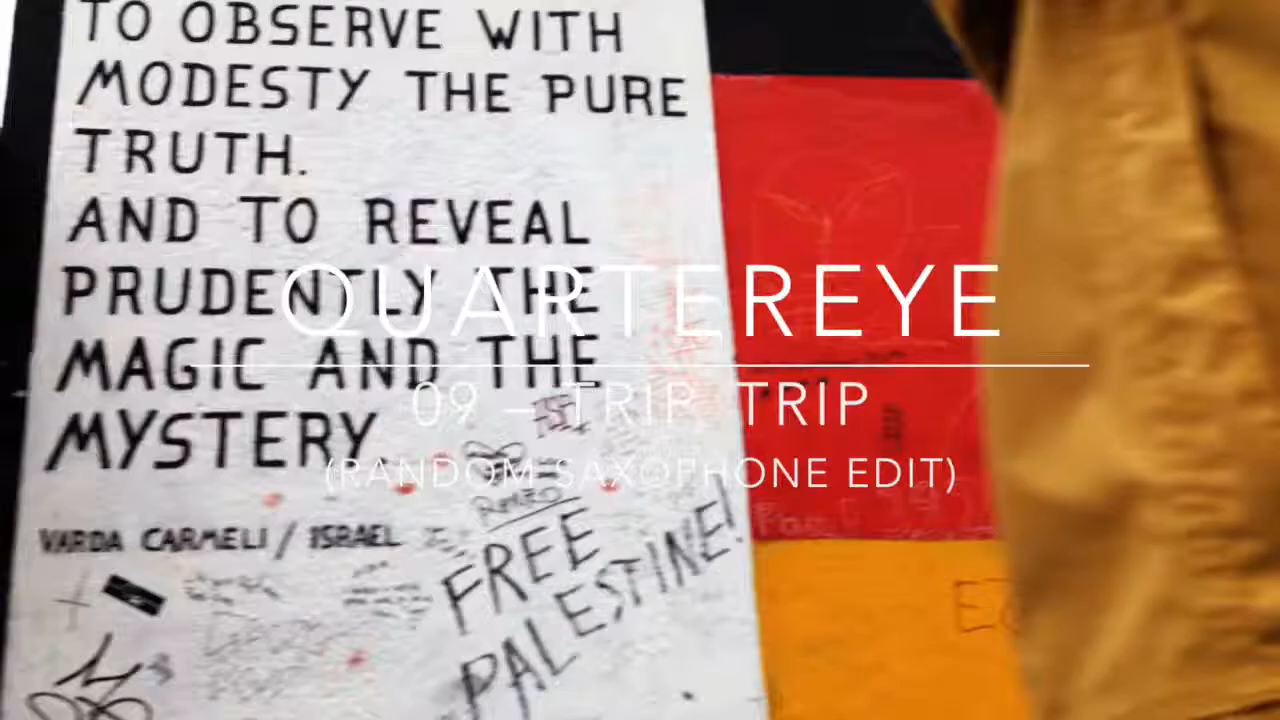 TO OBSERVE WITH
MODESTY THE PURE
TRUTH.
AND TO REVEAL
PRUDENTLY THE
MAGIC AND THE
MYSTERY.
QUARTEREYE
09 – TRIP TRIP
(RANDOM SAXOPHONE EDIT)
ROMEO
VARDA CARMELI / ISRAEL
FREE
PALESTINE!